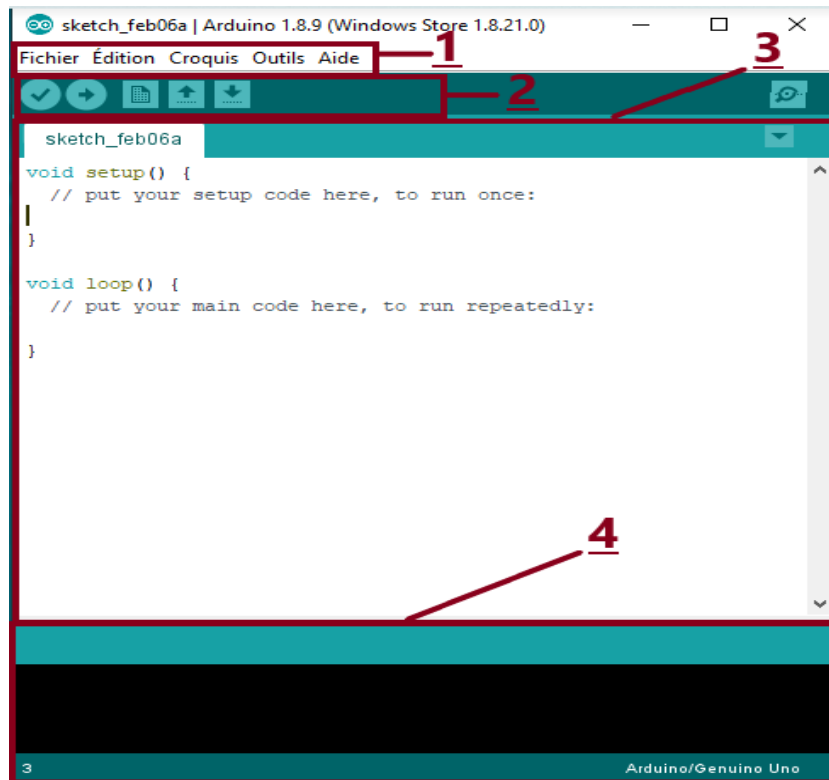 sketch_feb06a | Arduino 1.8.9 (Windows Store 1.8.21.0)
1
3
Fichier Édition Croquis Outils Aide
2
sketch_feb06a
void setup() {
// put your setup code here, to run once:
}
void loop() {
// put your main code here, to run repeatedly:
}
4
3
Arduino/Genuino Uno